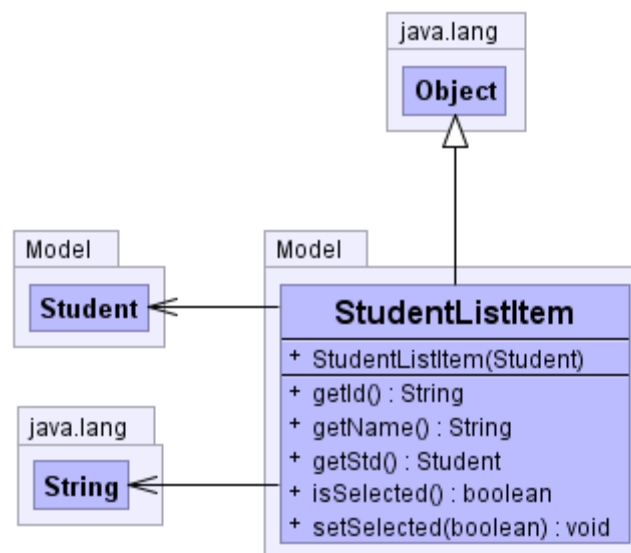 java.lang
Object
Model
Student
java.lang
String
Model
StudentListItem
+ StudentListItem(Student)
+ getId() : String
+ getName() : String
+ getStd() : Student
+ isSelected() : boolean
+ setSelected(boolean) : void